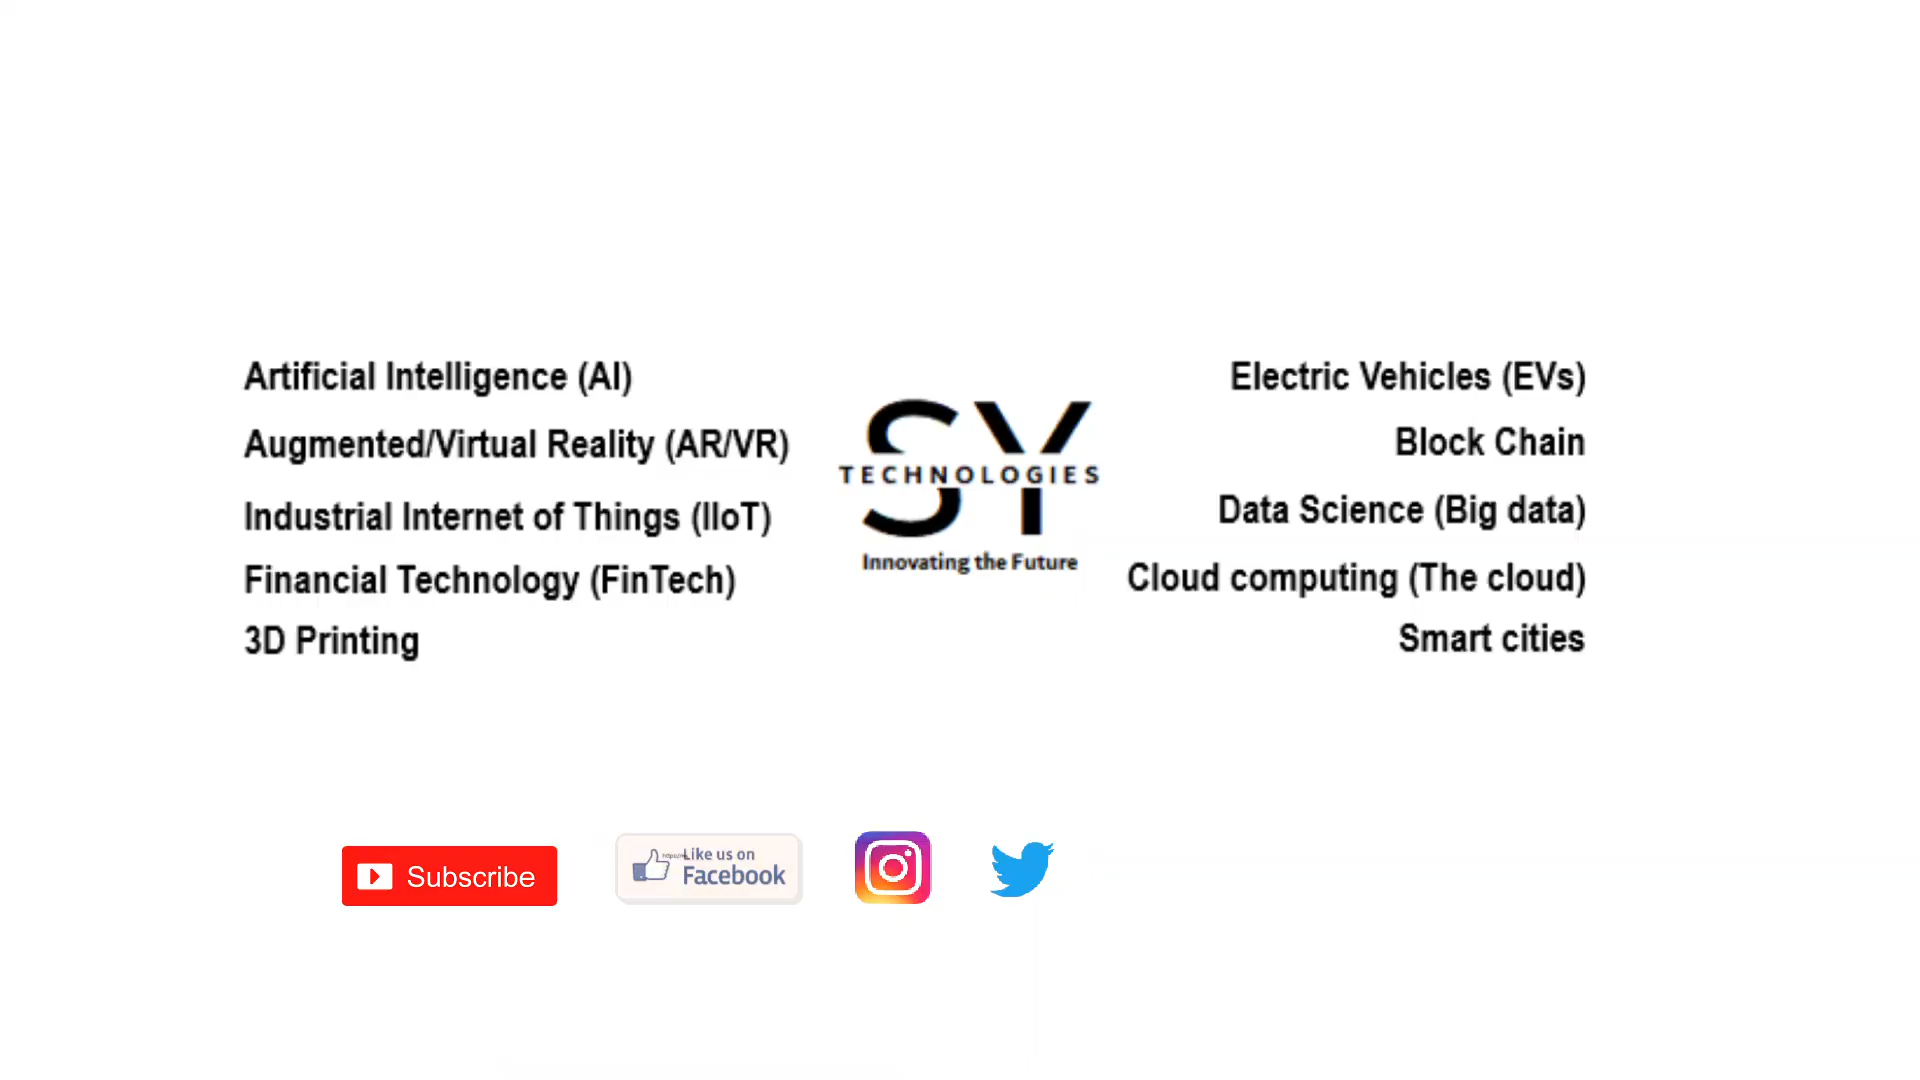 Artificial Intelligence (AI)
Augmented/Virtual Reality (AR/VR)
Industrial Internet of Things (IIoT)
Financial Technology (FinTech)
3D Printing
SY
TECHNOLOGIES
Innovating the Future
Electric Vehicles (EVs)
Block Chain
Data Science (Big data)
Cloud computing (The cloud)
Smart cities
Subscribe
Like us on
Facebook